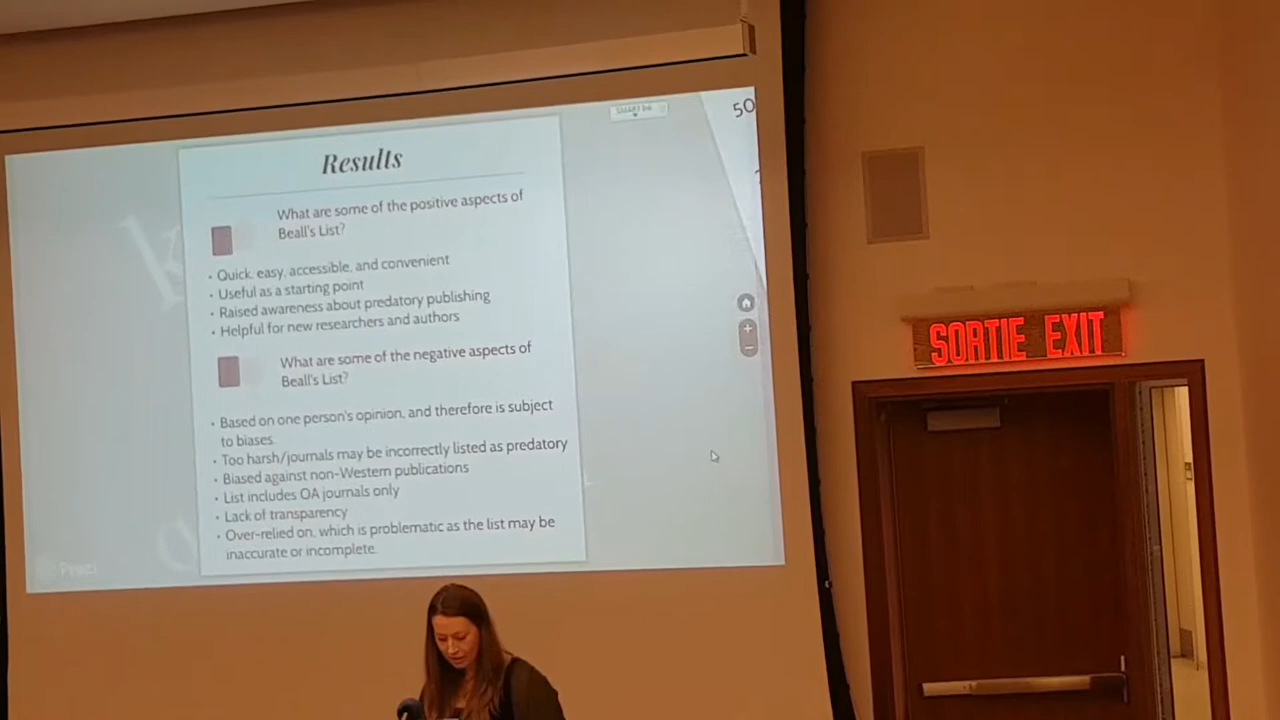 SMART Ink
50
Results
What are some of the positive aspects of
Beall's List?
• Quick, easy, accessible, and convenient
• Useful as a starting point
• Raised awareness about predatory publishing
• Helpful for new researchers and authors
What are some of the negative aspects of
Beall's List?
• Based on one person's opinion, and therefore is subject
to biases.
• Too harsh/journals may be incorrectly listed as predatory
• Biased against non-Western publications
• List includes OA journals only
• Lack of transparency
• Over-relied on, which is problematic as the list may be
inaccurate or incomplete.
Prezi
SORTIE EXIT